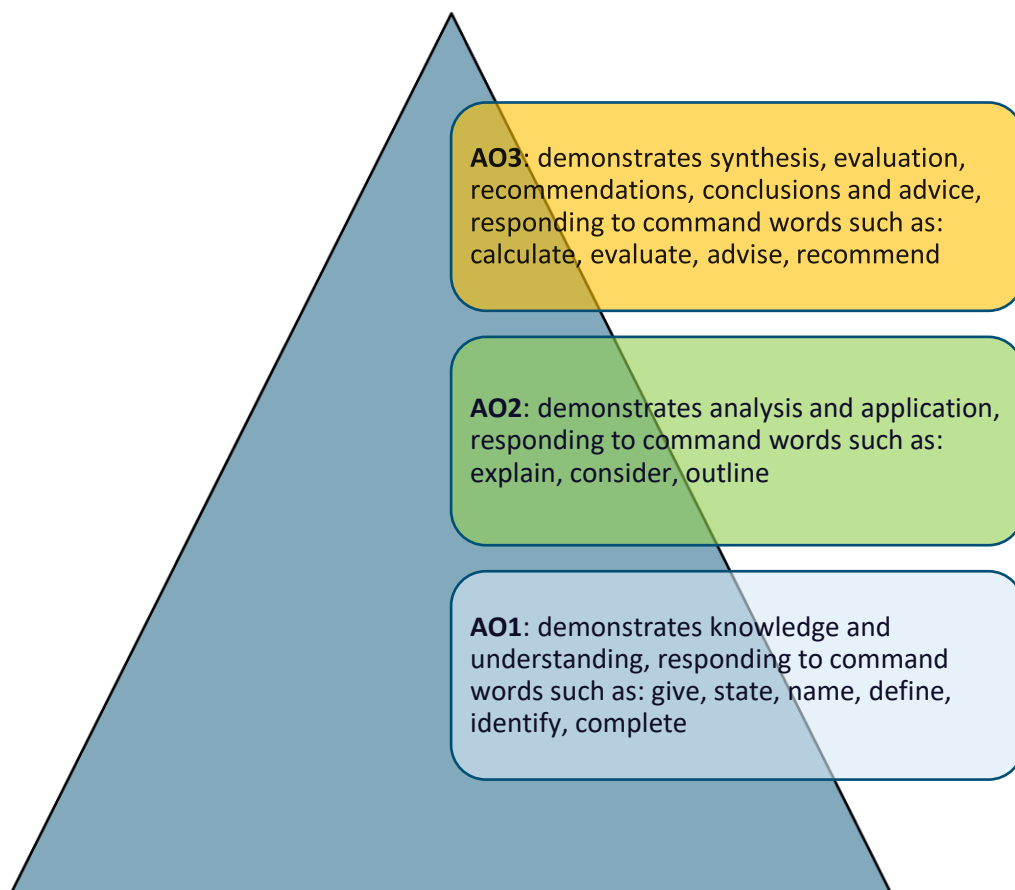 AO3: demonstrates synthesis, evaluation,
recommendations, conclusions and advice,
responding to command words such as:
calculate, evaluate, advise, recommend
AO2: demonstrates analysis and application,
responding to command words such as:
explain, consider, outline
AO1: demonstrates knowledge and
understanding, responding to command
words such as: give, state, name, define,
identify, complete